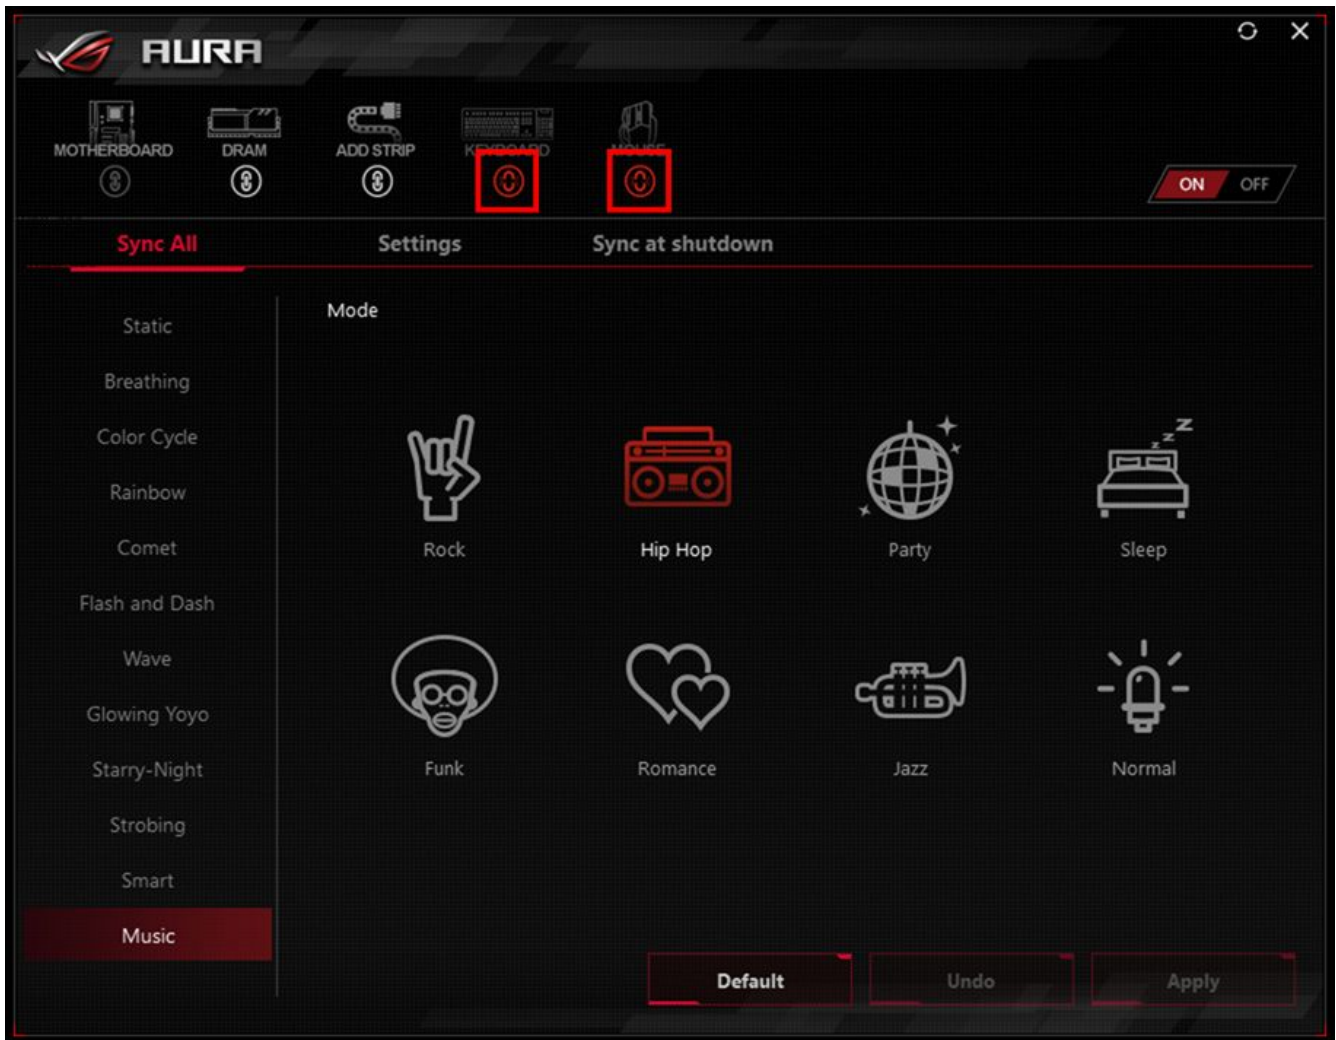 AURA
MOTHERBOARD DRAM ADD STRIP KEYBOARD MOUSE
ON OFF
Sync All Settings Sync at shutdown
Mode
Static
Breathing
Color Cycle
Rainbow
Comet
Flash and Dash
Wave
Glowing Yoyo
Starry-Night
Strobing
Smart
Music
z z Z
Rock Hip Hop Party Sleep
Funk Romance Jazz Normal
Default Undo Apply